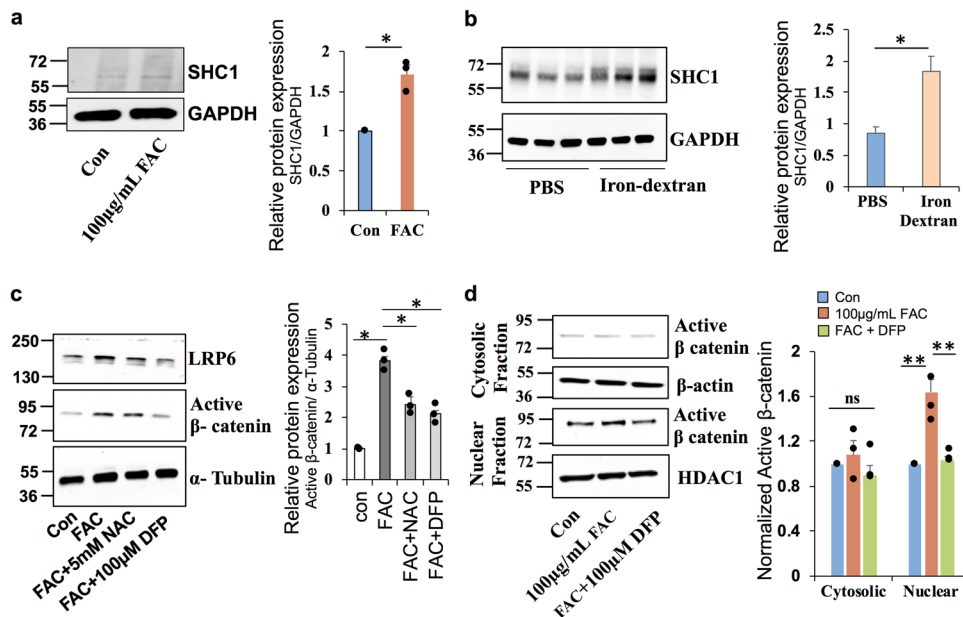 a
72
55
SHC1
55
36
GAPDH
Con
100µg/mL FAC
Relative protein expression
SHC1/GAPDH
2
1.5
1
0.5
0
*
Con FAC
b
72
55
SHC1
55
36
GAPDH
PBS Iron-dextran
Relative protein expression
SHC1/GAPDH
2.5
2
1.5
1
0.5
0
*
PBS Iron
Dextran
c
250
130
LRP6
95
72
Active
β- catenin
55
36
α- Tubulin
Con
FAC
FAC+5mM NAC
FAC+100µM DFP
Relative protein expression
Active β-catenin/ α-Tubulin
5
4
3
2
1
0
*
*
*
con
FAC
FAC+NAC
FAC+DFP
d
Cytosolic
Fraction
95
72
Active
β catenin
55
36
β-actin
Nuclear
Fraction
95
72
Active
β catenin
72
55
HDAC1
Con
100µg/mL FAC
FAC+100µM DFP
Con
100µg/mL FAC
FAC + DFP
Normalized Active β-catenin
2
1.6
1.2
0.8
0.4
0
ns
**
**
Cytosolic Nuclear